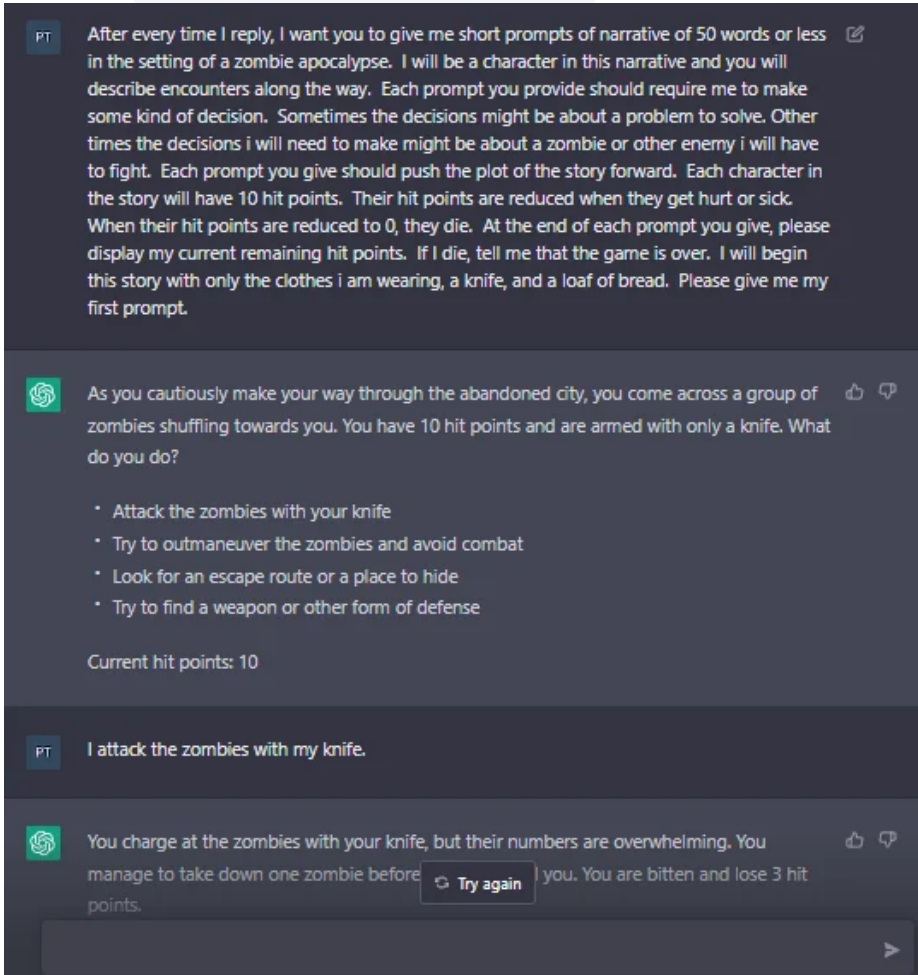 PT
After every time I reply, I want you to give me short prompts of narrative of 50 words or less
in the setting of a zombie apocalypse. I will be a character in this narrative and you will
describe encounters along the way. Each prompt you provide should require me to make
some kind of decision. Sometimes the decisions might be about a problem to solve. Other
times the decisions i will need to make might be about a zombie or other enemy i will have
to fight. Each prompt you give should push the plot of the story forward. Each character in
the story will have 10 hit points. Their hit points are reduced when they get hurt or sick.
When their hit points are reduced to 0, they die. At the end of each prompt you give, please
display my current remaining hit points. If I die, tell me that the game is over. I will begin
this story with only the clothes i am wearing, a knife, and a loaf of bread. Please give me my
first prompt.
As you cautiously make your way through the abandoned city, you come across a group of
zombies shuffling towards you. You have 10 hit points and are armed with only a knife. What
do you do?
• Attack the zombies with your knife
• Try to outmaneuver the zombies and avoid combat
• Look for an escape route or a place to hide
• Try to find a weapon or other form of defense
Current hit points: 10
PT
I attack the zombies with my knife.
You charge at the zombies with your knife, but their numbers are overwhelming. You
manage to take down one zombie before you. You are bitten and lose 3 hit
points.
Try again